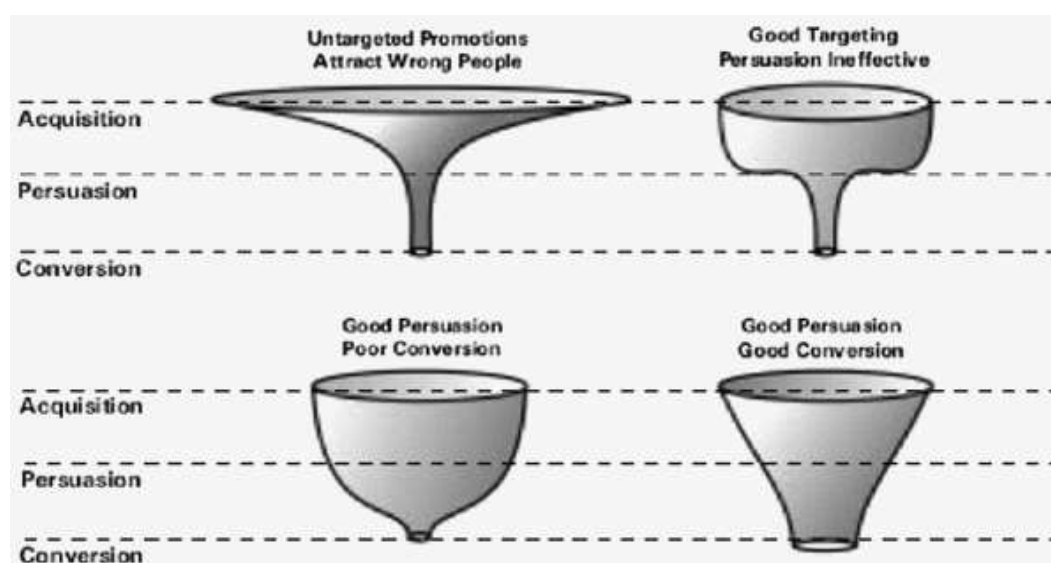 Untargeted Promotions
Attract Wrong People
Good Targeting
Persuasion Ineffective
Acquisition
Persuasion
Conversion
Good Persuasion
Poor Conversion
Good Persuasion
Good Conversion
Acquisition
Persuasion
Conversion